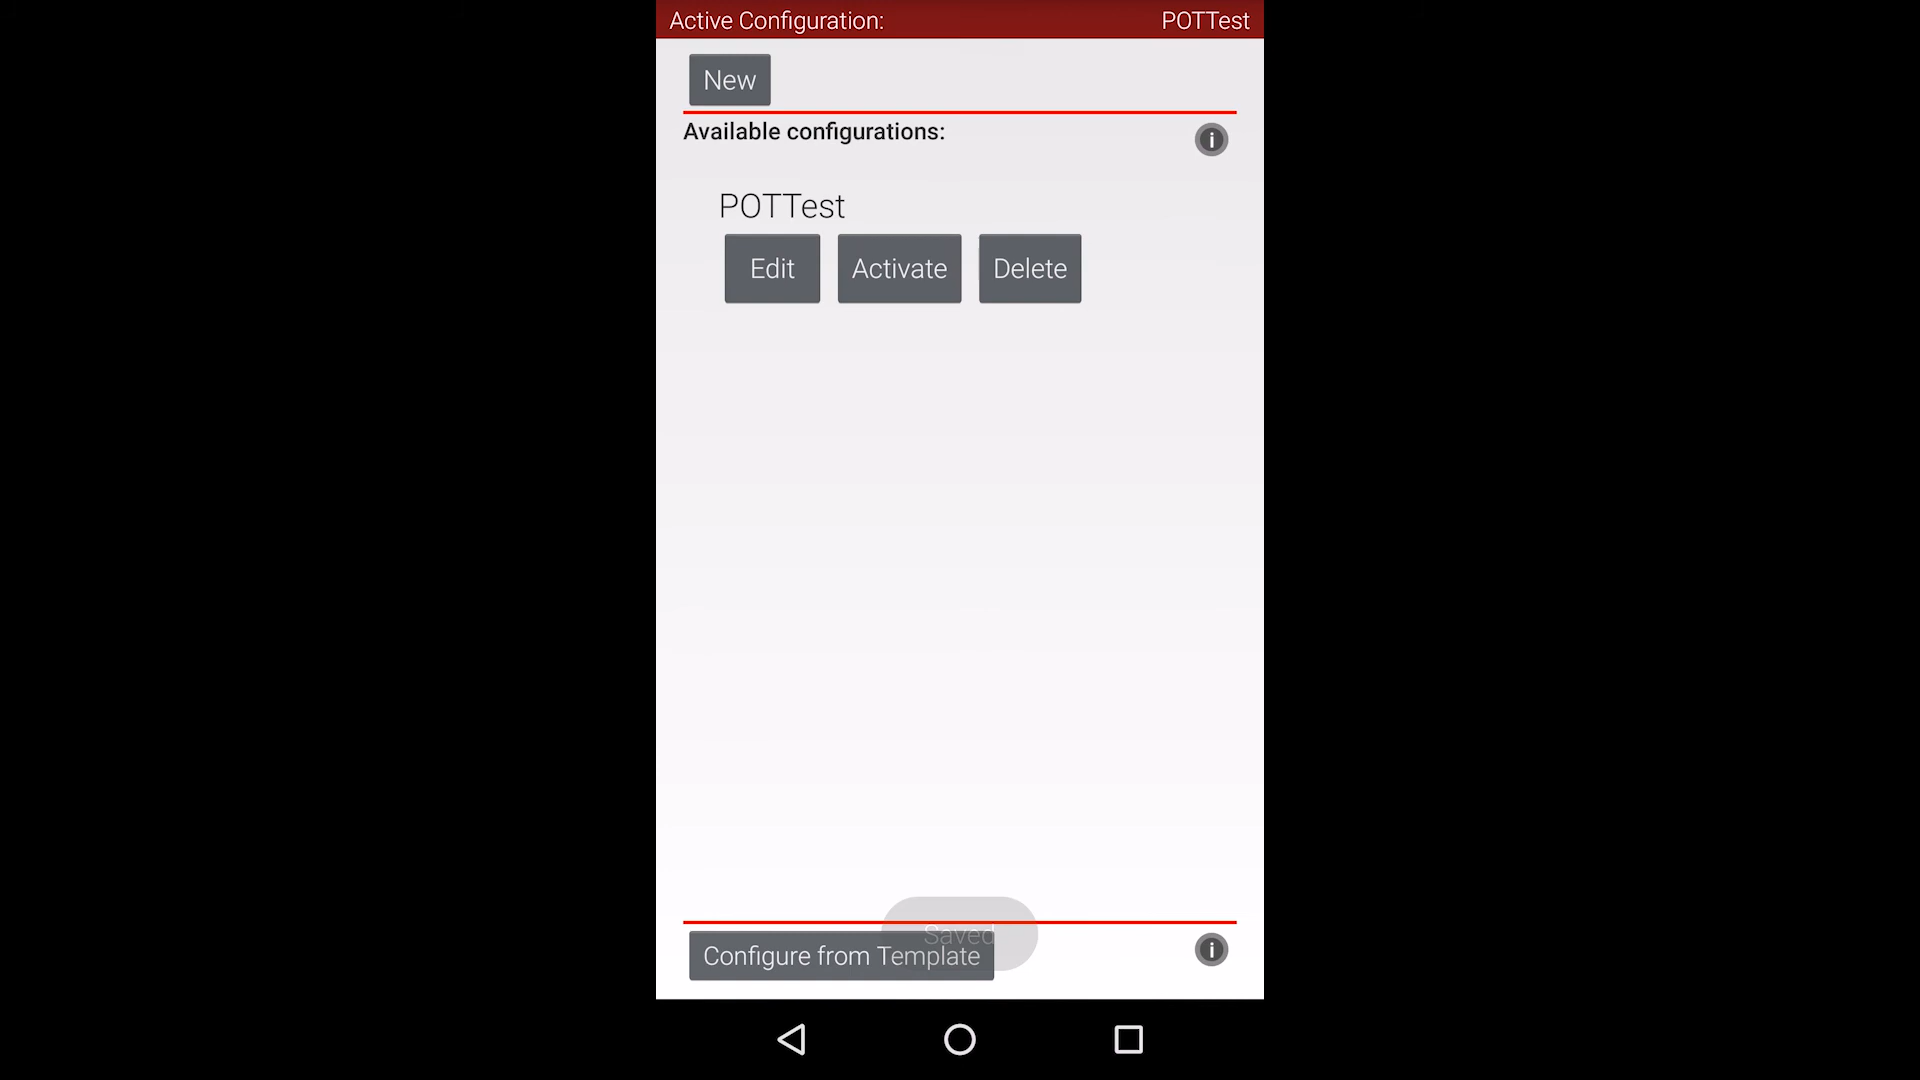 Active Configuration: POTTest
New
Available configurations:
POTTest
Edit Activate Delete
Saved
Configure from Template